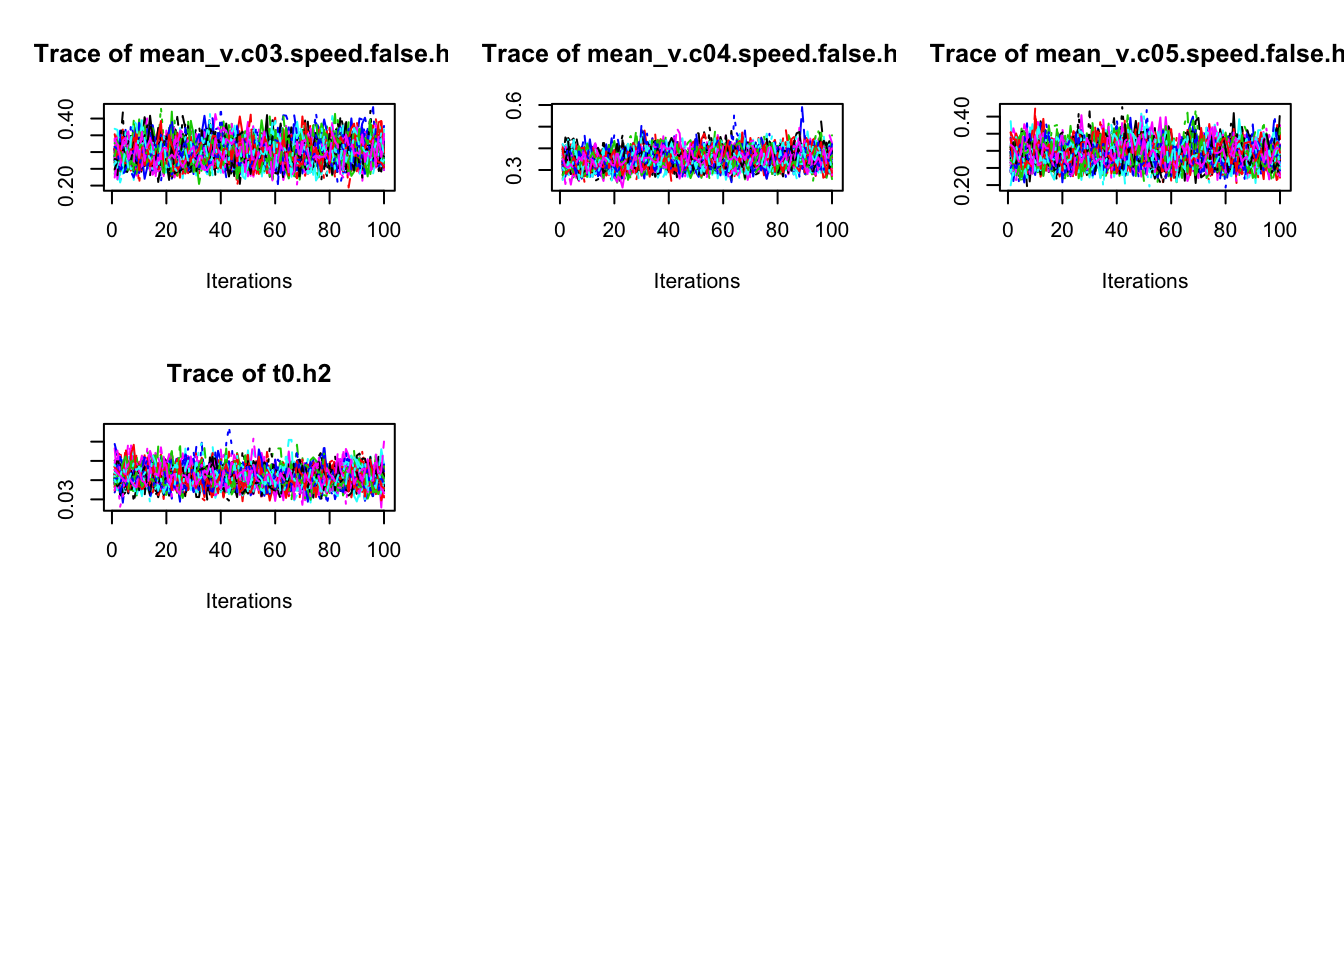 Trace of mean_v.c03.speed.false.h
Trace of mean_v.c04.speed.false.h
Trace of mean_v.c05.speed.false.h
0.40
0.20
0 20 40 60 80 100
Iterations
0.6
0.3
0 20 40 60 80 100
Iterations
0.40
0.20
0 20 40 60 80 100
Iterations
Trace of t0.h2
0.03
0 20 40 60 80 100
Iterations